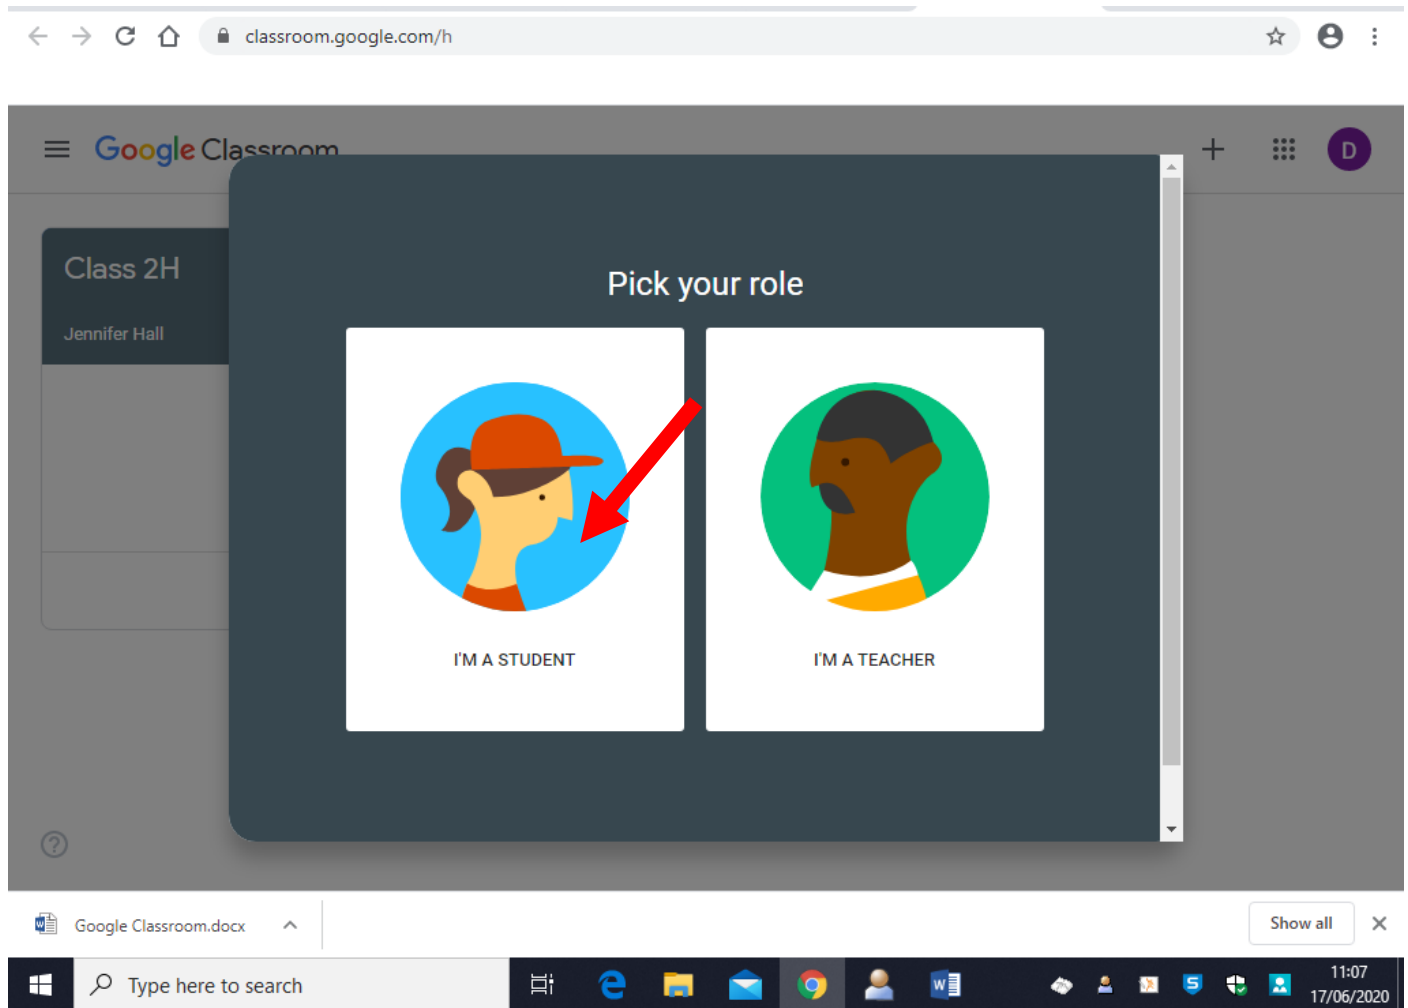 classroom.google.com/h
Google Classroom
D
Class 2H
Jennifer Hall
Pick your role
I'M A STUDENT
I'M A TEACHER
Google Classroom.docx
Show all
Type here to search
11:07
17/06/2020